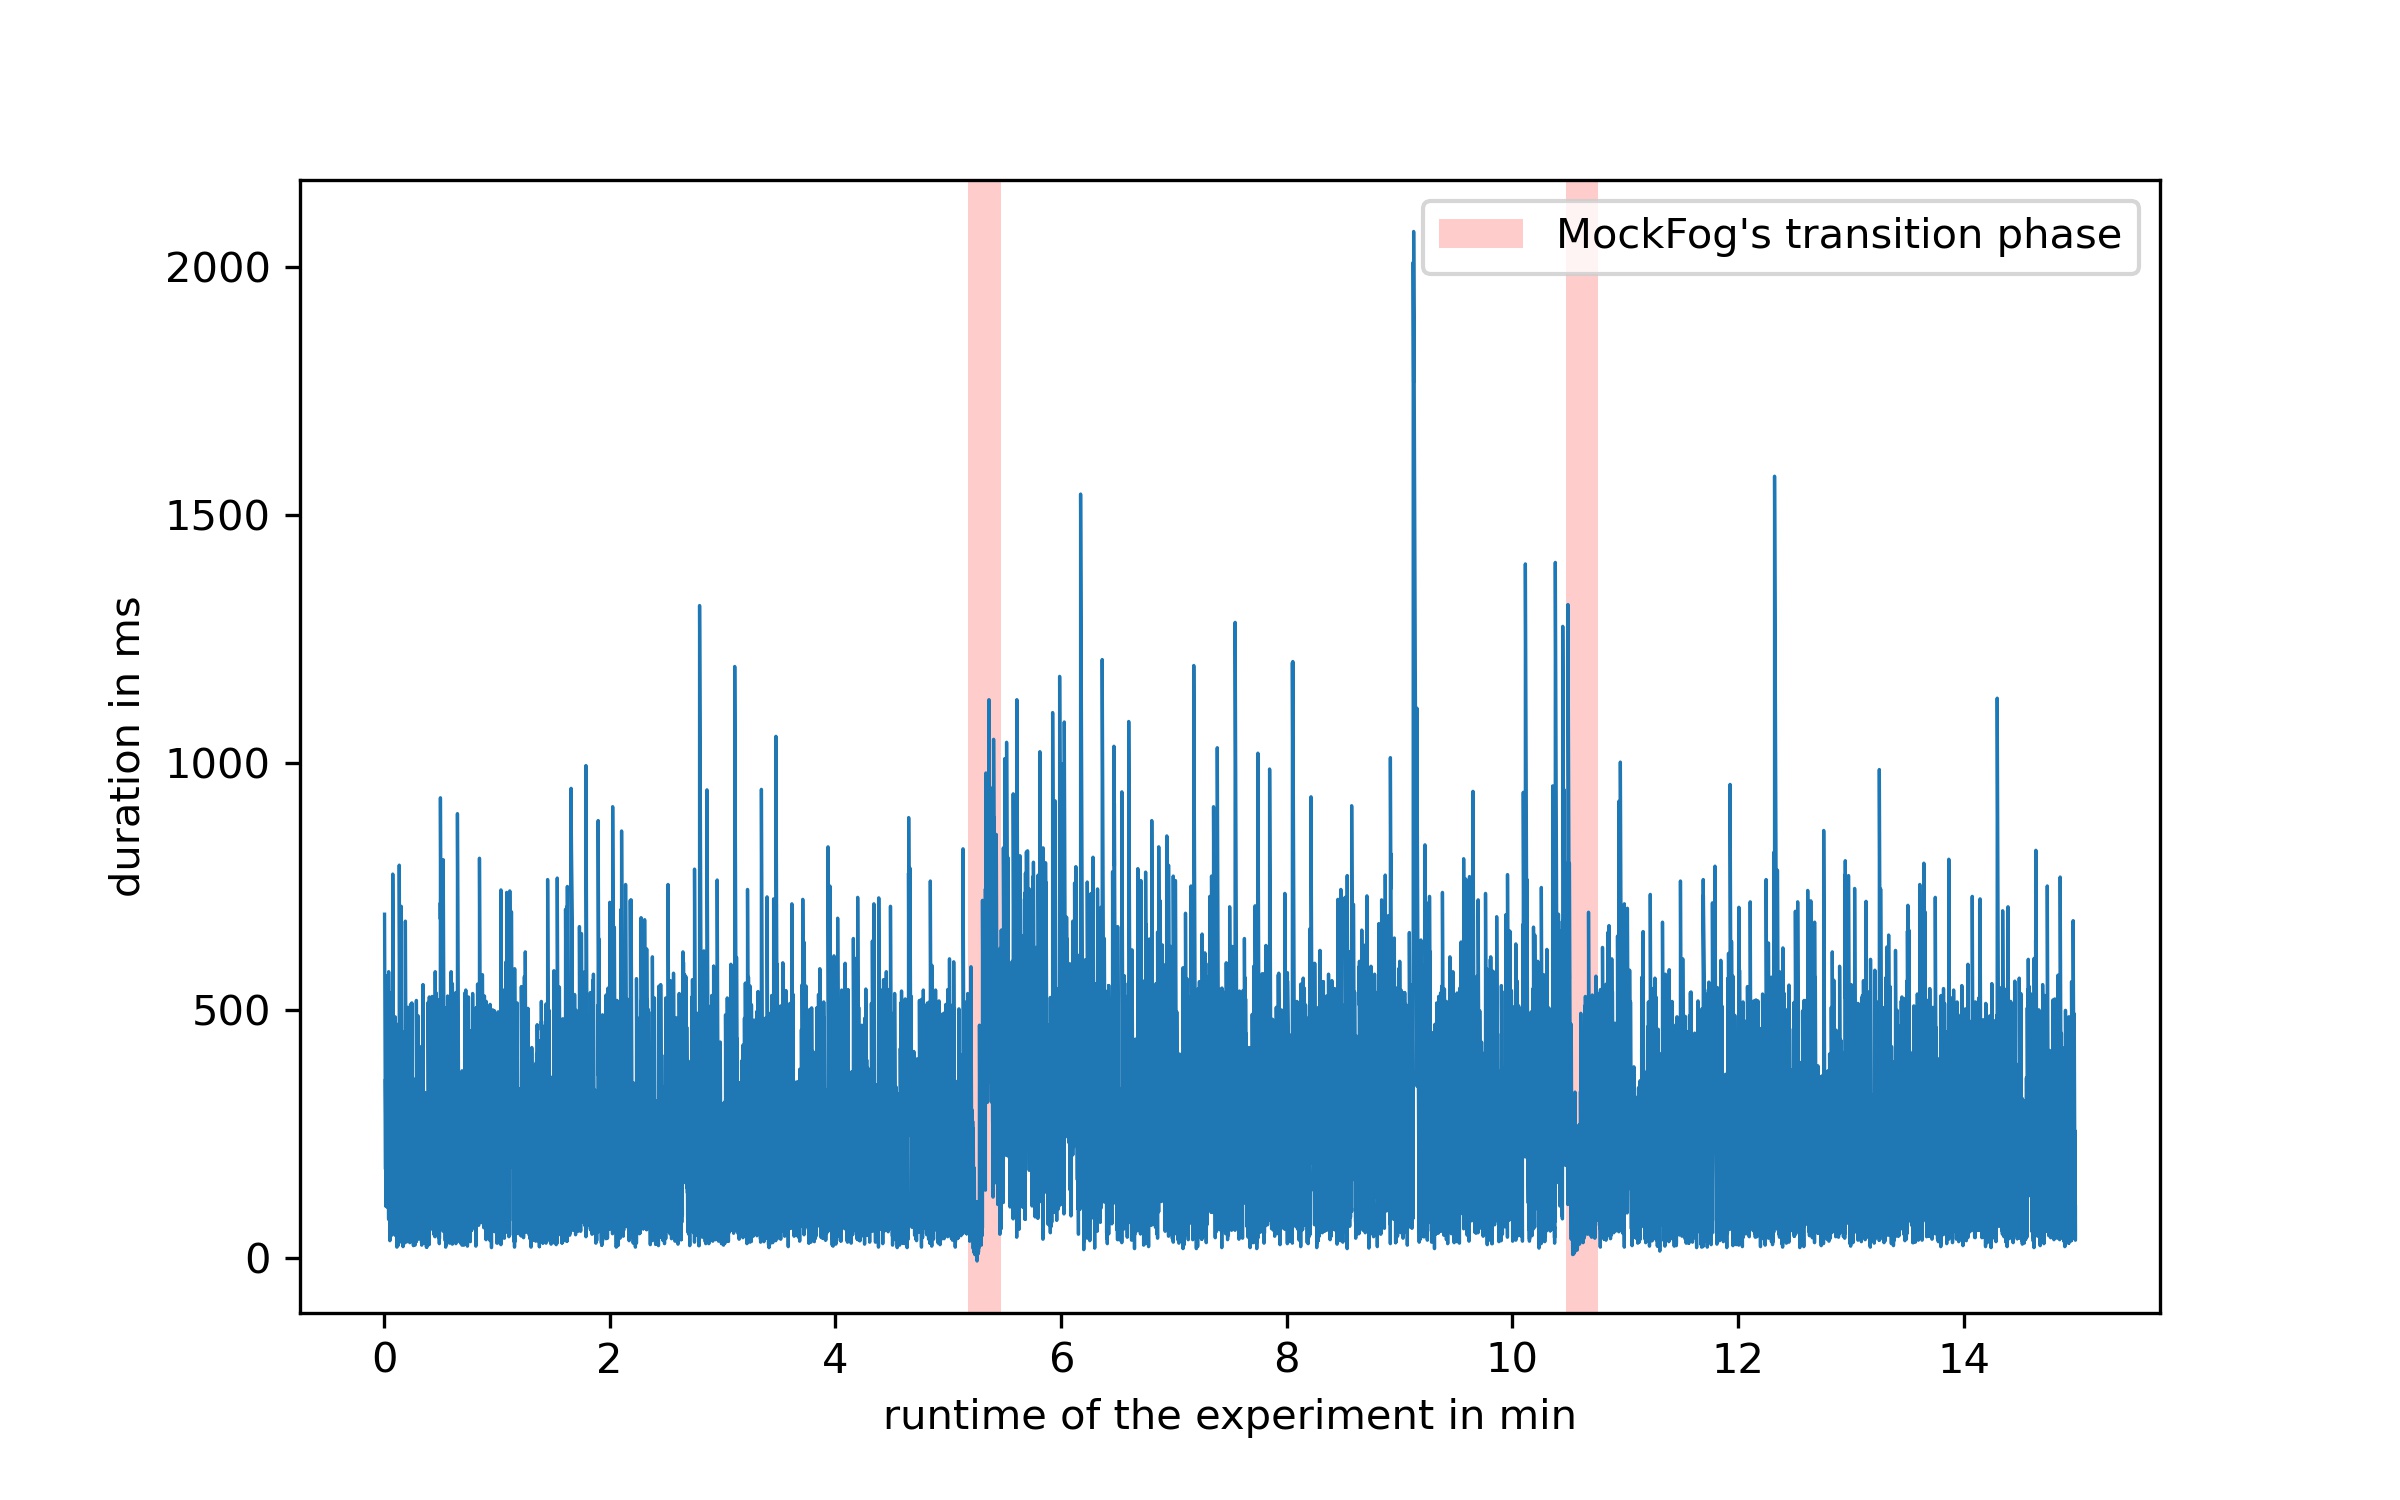 MockFog's transition phase
2000
1500
1000
500
0
duration in ms
0 2 4 6 8 10 12 14
runtime of the experiment in min